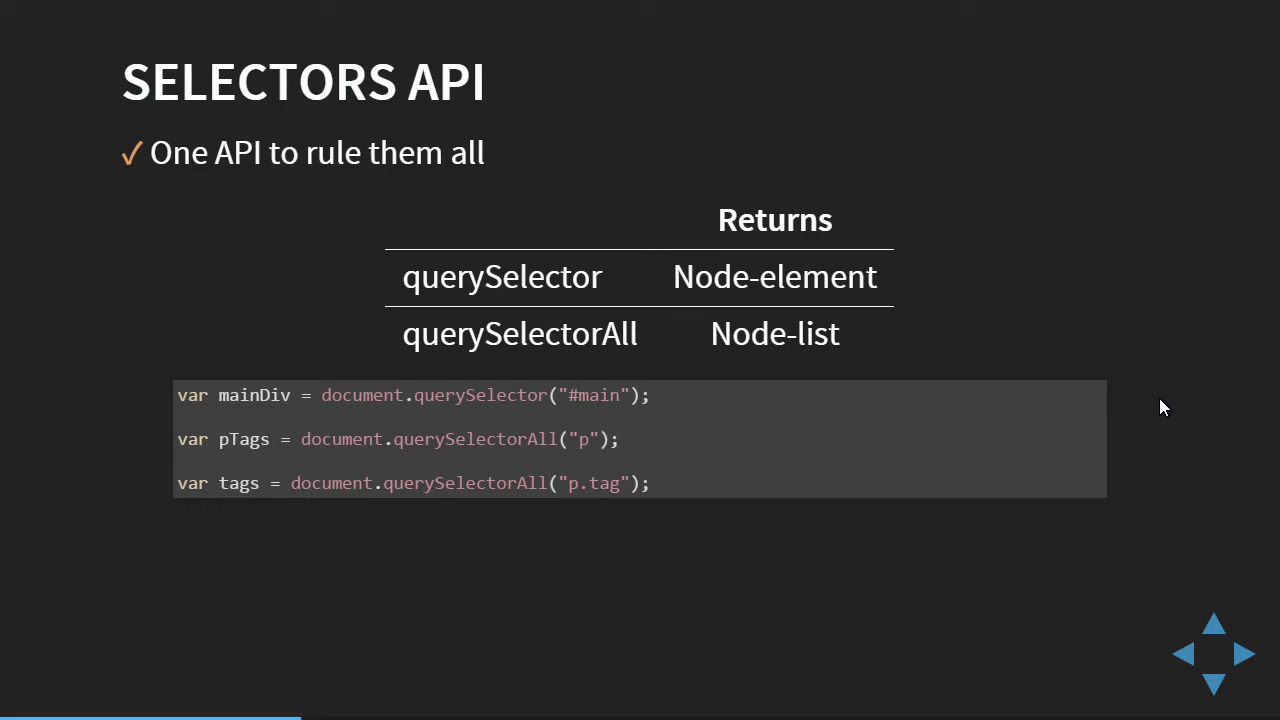 SELECTORS API
✓ One API to rule them all
Returns
querySelector Node-element
querySelectorAll Node-list
var mainDiv = document.querySelector("#main");
var pTags = document.querySelectorAll("p");
var tags = document.querySelectorAll("p.tag");